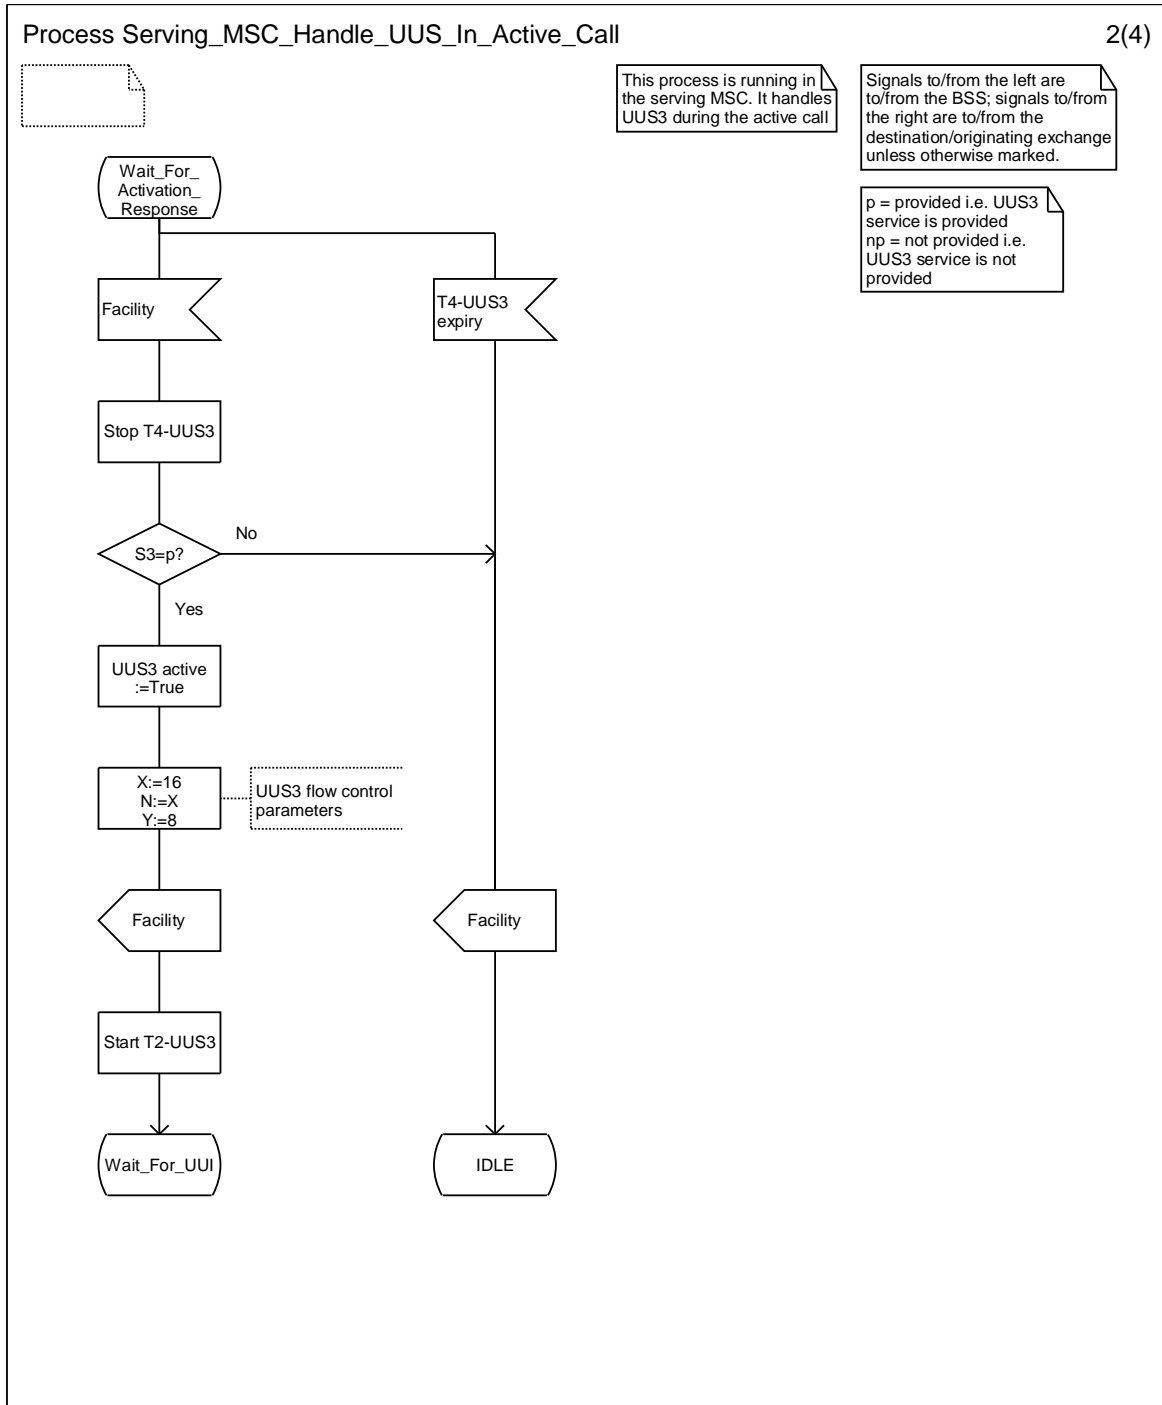 Process Serving_MSC_Handle_UUS_In_Active_Call
2(4)
This process is running in
the serving MSC. It handles
UUS3 during the active call
Signals to/from the left are
to/from the BSS; signals to/from
the right are to/from the
destination/originating exchange
unless otherwise marked.
p = provided i.e. UUS3
service is provided
np = not provided i.e.
UUS3 service is not
provided
Wait_For_
Activation_
Response
Facility
T4-UUS3
expiry
Stop T4-UUS3
S3=p?
No
Yes
UUS3 active
:=True
X:=16
N:=X
Y:=8
UUS3 flow control
parameters
Facility
Facility
Start T2-UUS3
Wait_For_UUI
IDLE